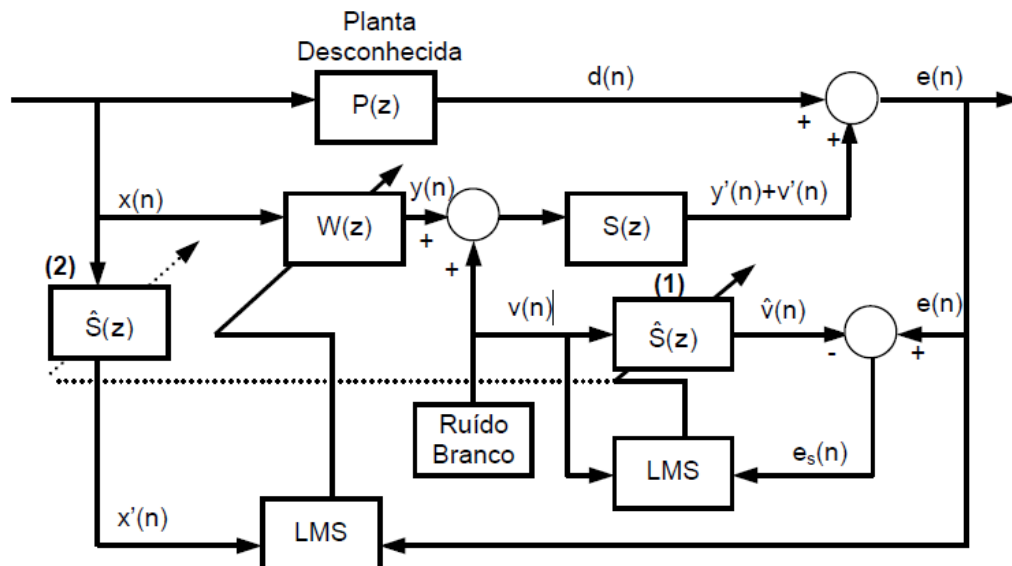 Planta
Desconhecida
P(z)
d(n)
e(n)
+
+
x(n)
W(z)
y(n)
+
+
S(z)
y'(n)+v'(n)
(2)
Ŝ(z)
v(n)
(1)
Ŝ(z)
v̂(n)
-
+
e(n)
Ruído
Branco
LMS
eₛ(n)
x'(n)
LMS